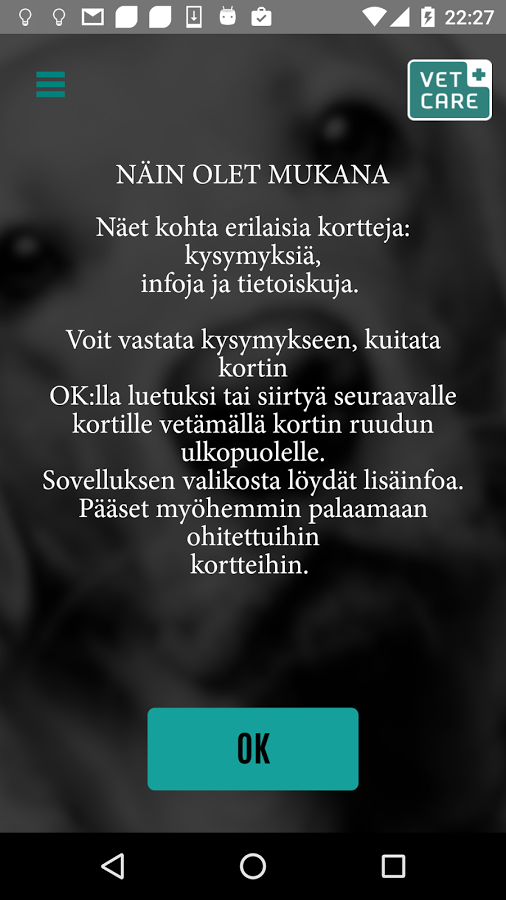 22:27
VET
CARE
NÄIN OLET MUKANA
Näet kohta erilaisia kortteja:
kysymyksiä,
infoja ja tietoiskuja.
Voit vastata kysymykseen, kuitata
kortin
OK:lla luetuksi tai siirtyä seuraavalle
kortille vetämällä kortin ruudun
ulkopuolelle.
Sovelluksen valikosta löydät lisäinfoa.
Pääset myöhemmin palaamaan
ohitettuihin
kortteihin.
OK